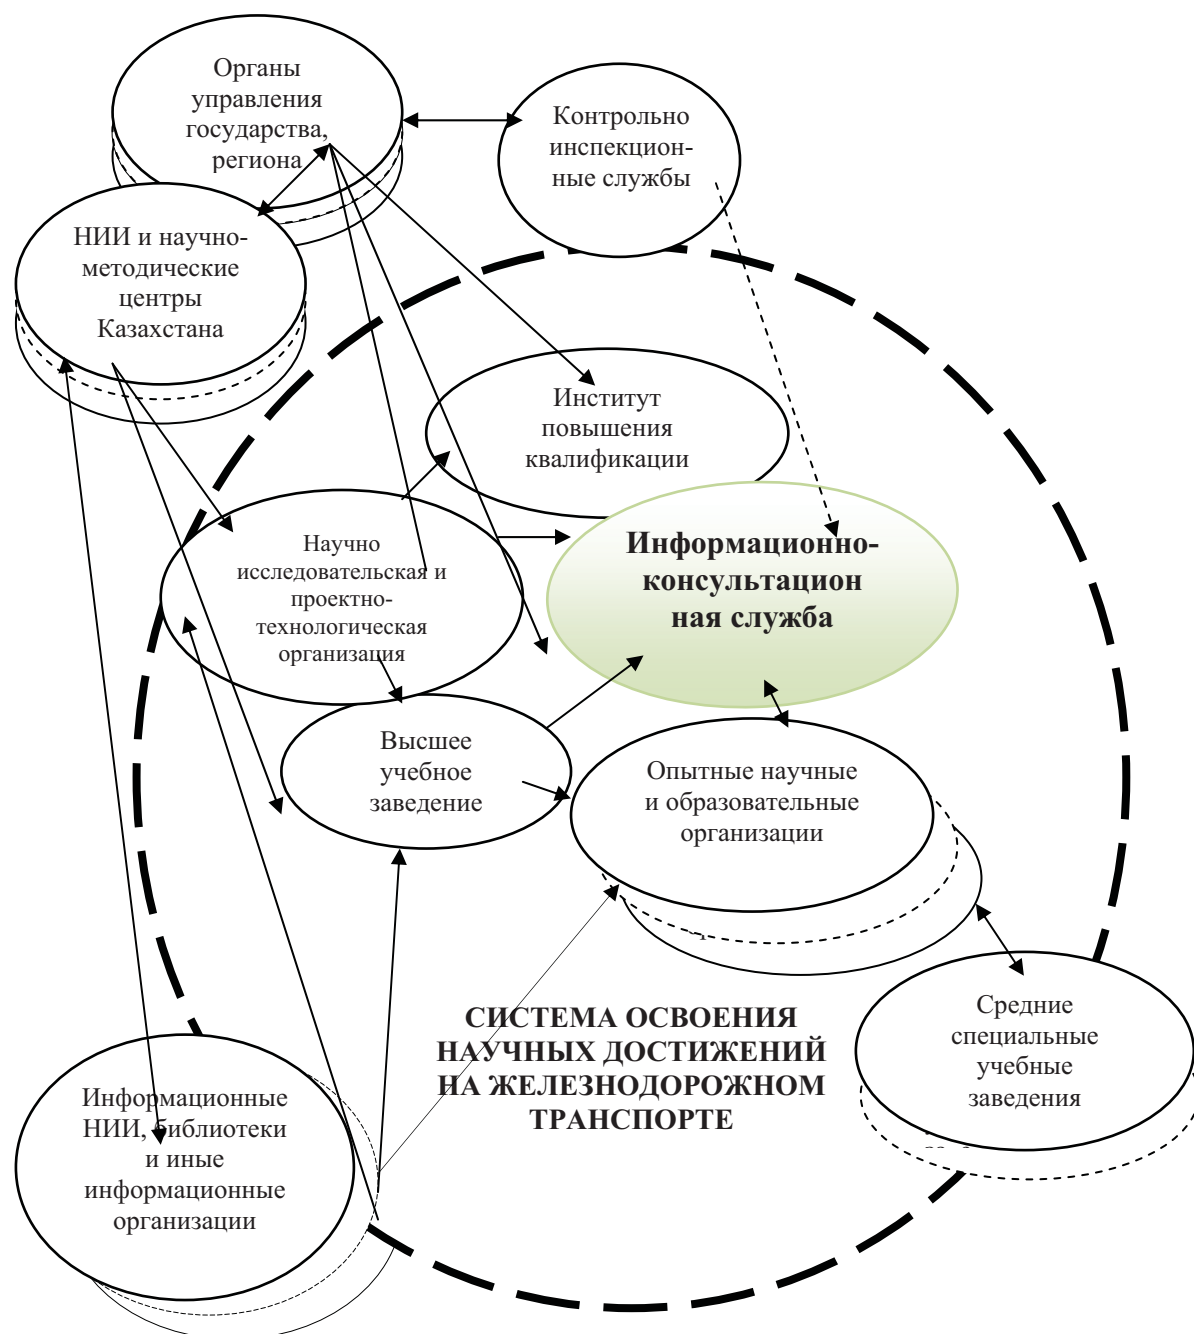 Органы
управления
государства,
региона
Контрольно
инспекцион-
ные службы
НИИ и научно-
методические
центры
Казахстана
Институт
повышения
квалификации
Научно
исследовательская и
проектно-
технологическая
организация
Информационно-
консультацион
ная служба
Высшее
учебное
заведение
Опытные научные
и образовательные
организации
СИСТЕМА ОСВОЕНИЯ
НАУЧНЫХ ДОСТИЖЕНИЙ
НА ЖЕЛЕЗНОДОРОЖНОМ
ТРАНСПОРТЕ
Средние
специальные
учебные
заведения
Информационные
НИИ, библиотеки
и иные
информационные
организации